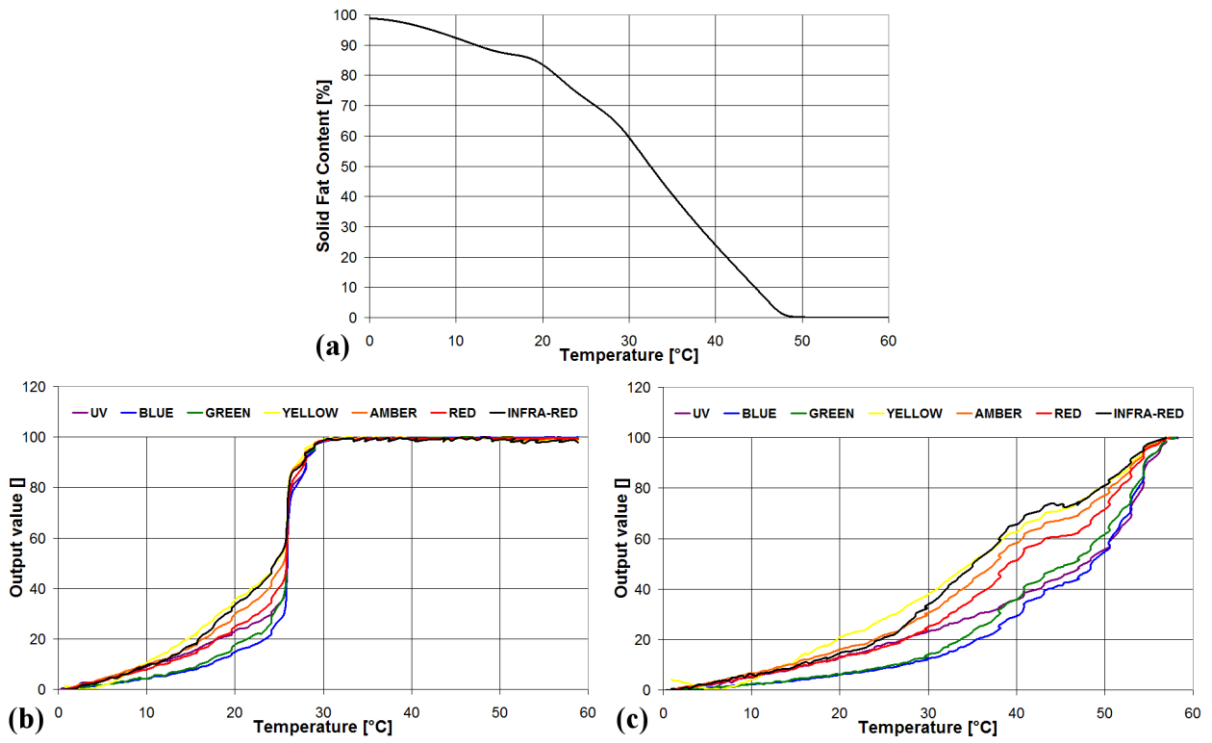 Solid Fat Content [%]
100
90
80
70
60
50
40
30
20
10
0
0 10 20 30 40 50 60
Temperature [°C]
(a)
Output value []
120
100
80
60
40
20
0
UV BLUE GREEN YELLOW AMBER RED INFRA-RED
0 10 20 30 40 50 60
Temperature [°C]
(b)
Output value []
120
100
80
60
40
20
0
UV BLUE GREEN YELLOW AMBER RED INFRA-RED
0 10 20 30 40 50 60
Temperature [°C]
(c)